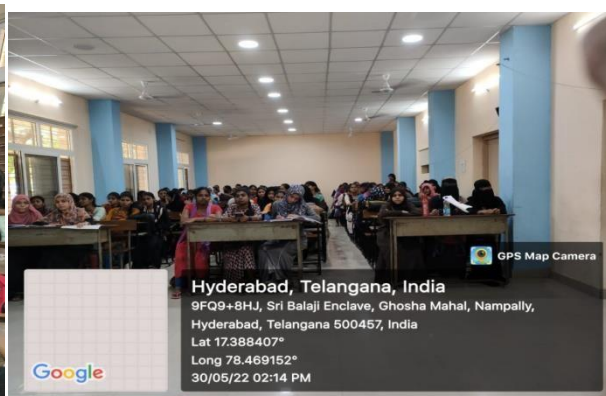 GPS Map Camera
Hyderabad, Telangana, India
9FQ9+8HJ, Sri Balaji Enclave, Ghosha Mahal, Nampally,
Hyderabad, Telangana 500457, India
Lat 17.388407°
Long 78.469152°
30/05/22 02:14 PM
Google